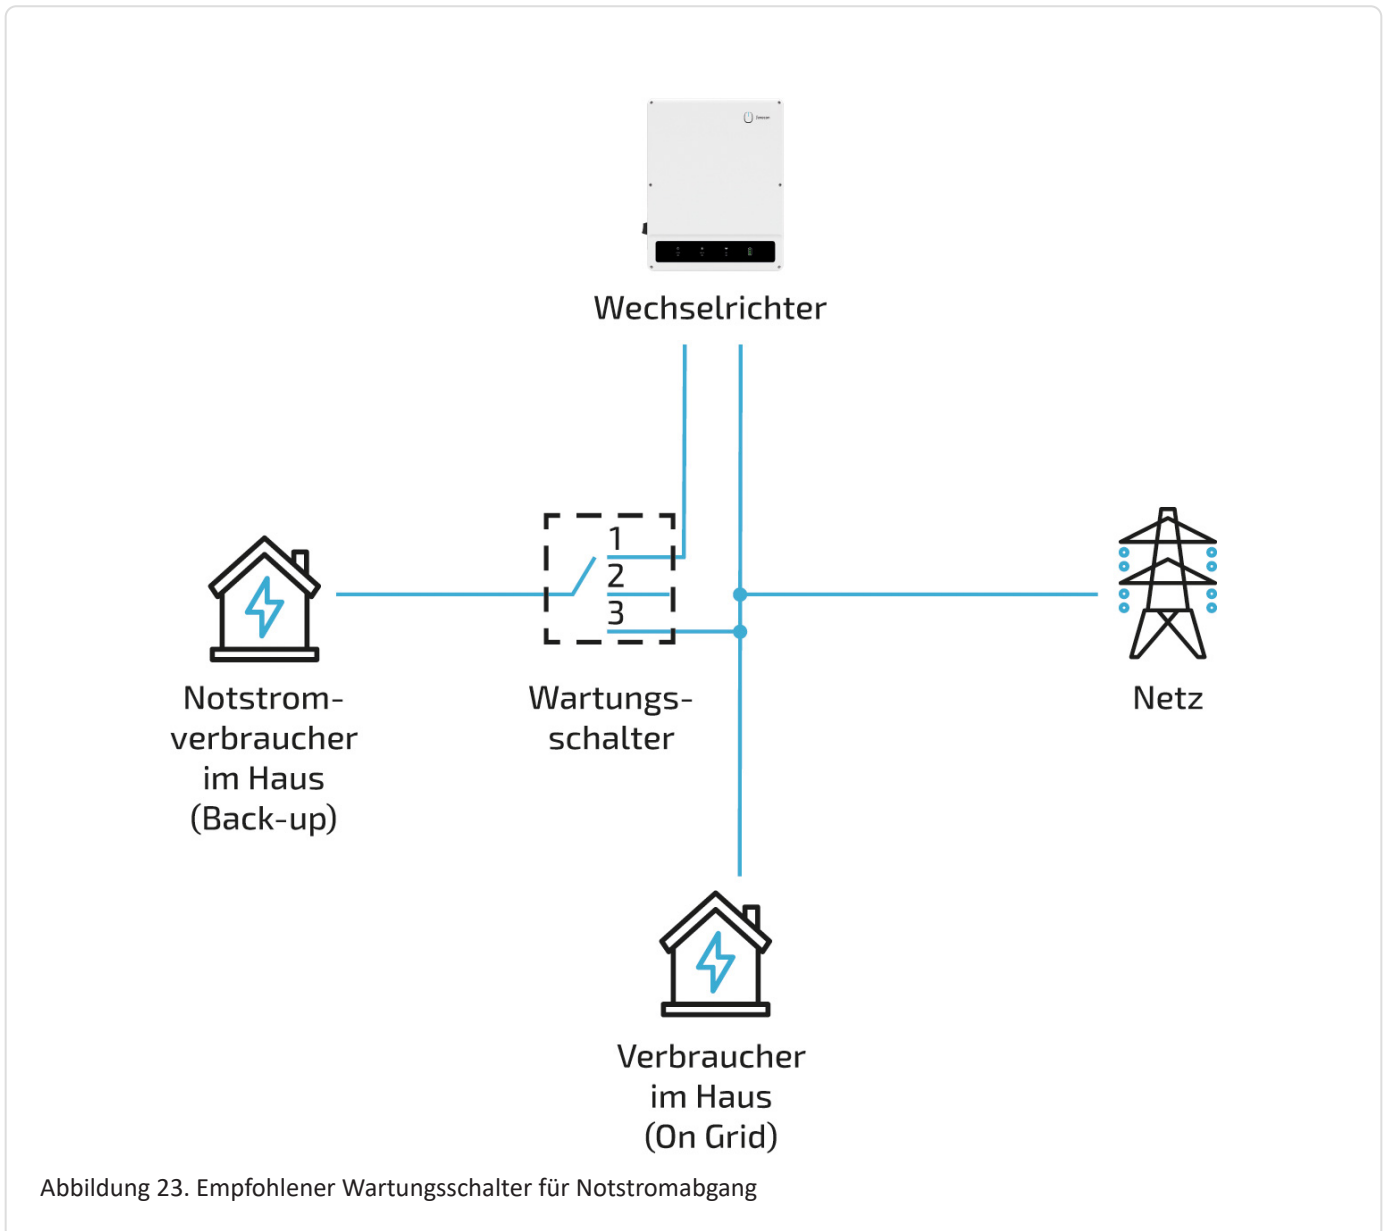 Wechselrichter
1
2
3
Notstrom-
verbraucher
im Haus
(Back-up)
Wartungs-
schalter
Netz
Verbraucher
im Haus
(On Grid)
Abbildung 23. Empfohlener Wartungsschalter für Notstromabgang